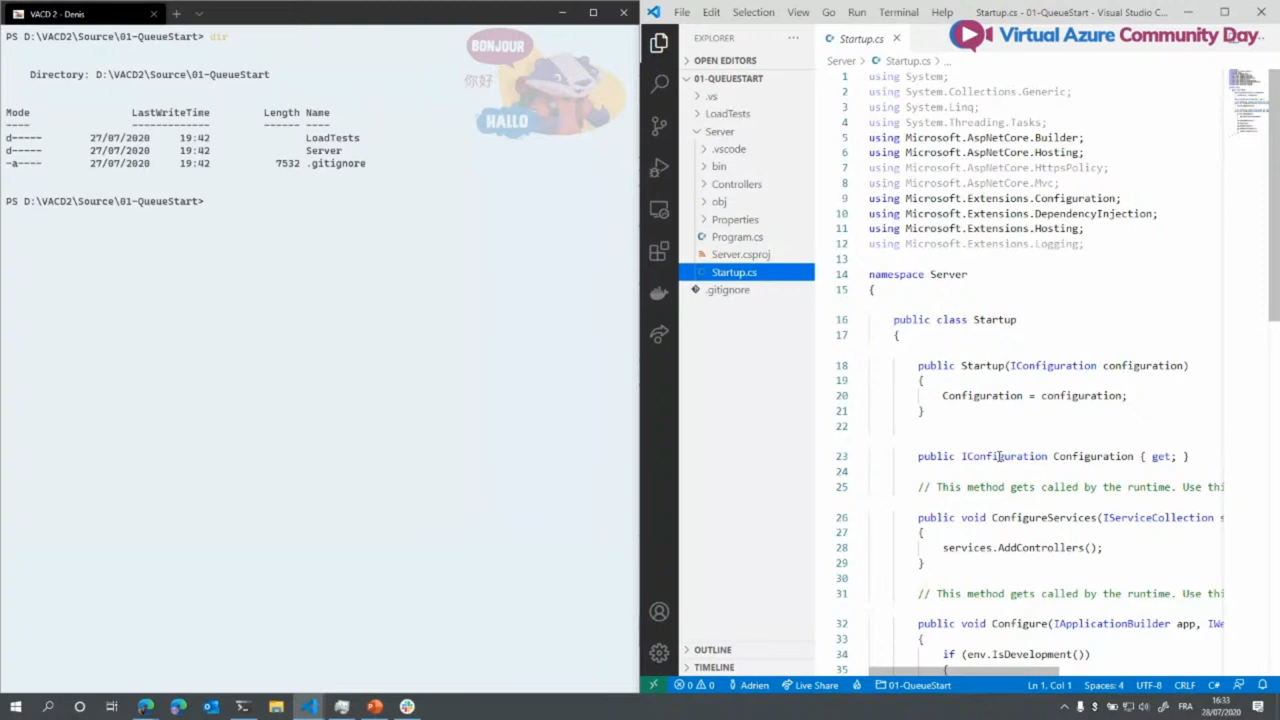 VACD 2 - Denis
PS D:\VACD2\Source\01-QueueStart> dir
Directory: D:\VACD2\Source\01-QueueStart
Mode LastWriteTime Length Name
---- ------------- ------ ----
d----- 27/07/2020 19:42 LoadTests
d----- 27/07/2020 19:42 Server
-a---- 27/07/2020 19:42 7532 .gitignore
PS D:\VACD2\Source\01-QueueStart>
BONJOUR
你好
HALLO
File Edit Selection View Go Run Terminal Startup.cs - 01-QueueStart - Visual Studio C...
Virtual Azure Community Day
EXPLORER
OPEN EDITORS
01-QUEUESTART
.vs
LoadTests
Server
.vscode
bin
Controllers
obj
Properties
Program.cs
Server.csproj
Startup.cs
.gitignore
OUTLINE
TIMELINE
Startup.cs
Server > Startup.cs > ...
1 using System;
2 using System.Collections.Generic;
3 using System.Linq;
4 using System.Threading.Tasks;
5 using Microsoft.AspNetCore.Builder;
6 using Microsoft.AspNetCore.Hosting;
7 using Microsoft.AspNetCore.HttpsPolicy;
8 using Microsoft.AspNetCore.Mvc;
9 using Microsoft.Extensions.Configuration;
10 using Microsoft.Extensions.DependencyInjection;
11 using Microsoft.Extensions.Hosting;
12 using Microsoft.Extensions.Logging;
13
14 namespace Server
15 {
16 public class Startup
17 {
18 public Startup(IConfiguration configuration)
19 {
20 Configuration = configuration;
21 }
22
23 public IConfiguration Configuration { get; }
24
25 // This method gets called by the runtime. Use thi
26 public void ConfigureServices(IServiceCollection s
27 {
28 services.AddControllers();
29 }
30
31 // This method gets called by the runtime. Use thi
32 public void Configure(IApplicationBuilder app, IWe
33 {
34 if (env.IsDevelopment())
35 {
0 0 Adrien Live Share 01-QueueStart Ln 1, Col 1 Spaces: 4 UTF-8 CRLF C#
FRA 16:33
28/07/2020